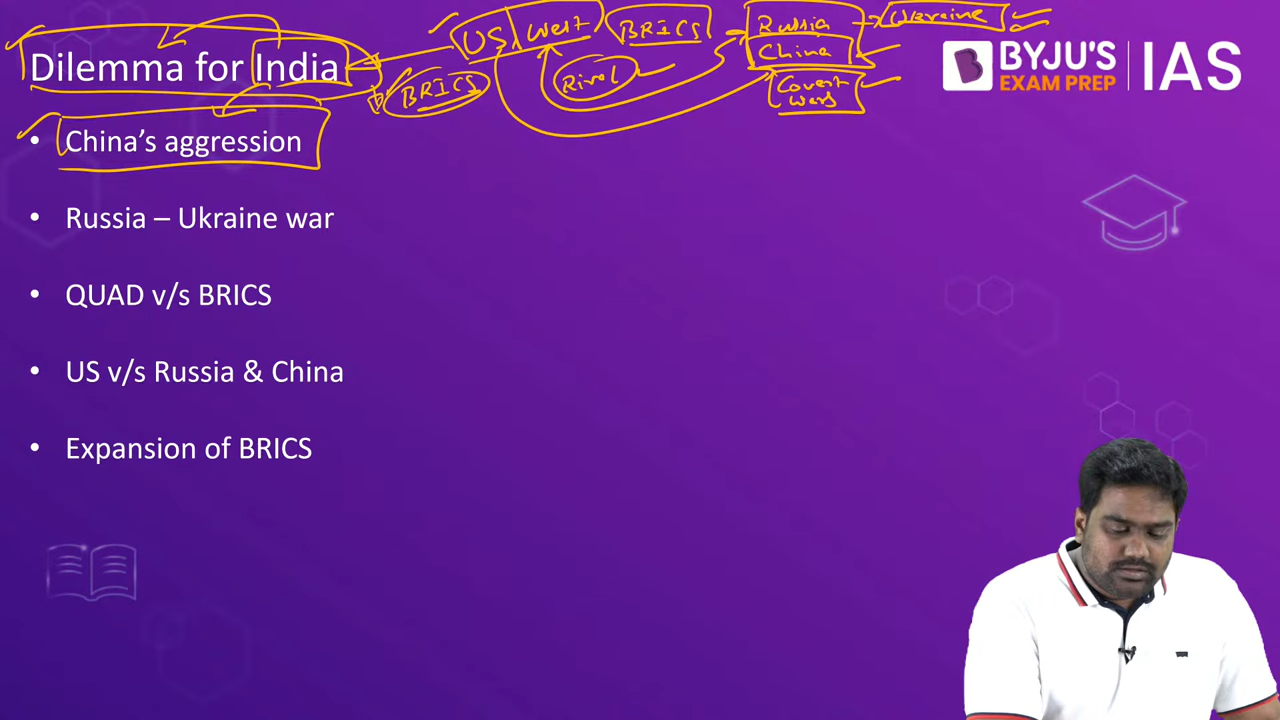 US West BRICS Russia Ukraine
Dilemma for India
BRICS
Rival
China
Covert
wars
BYJU'S
EXAM PREP
IAS
• China's aggression
• Russia – Ukraine war
• QUAD v/s BRICS
• US v/s Russia & China
• Expansion of BRICS